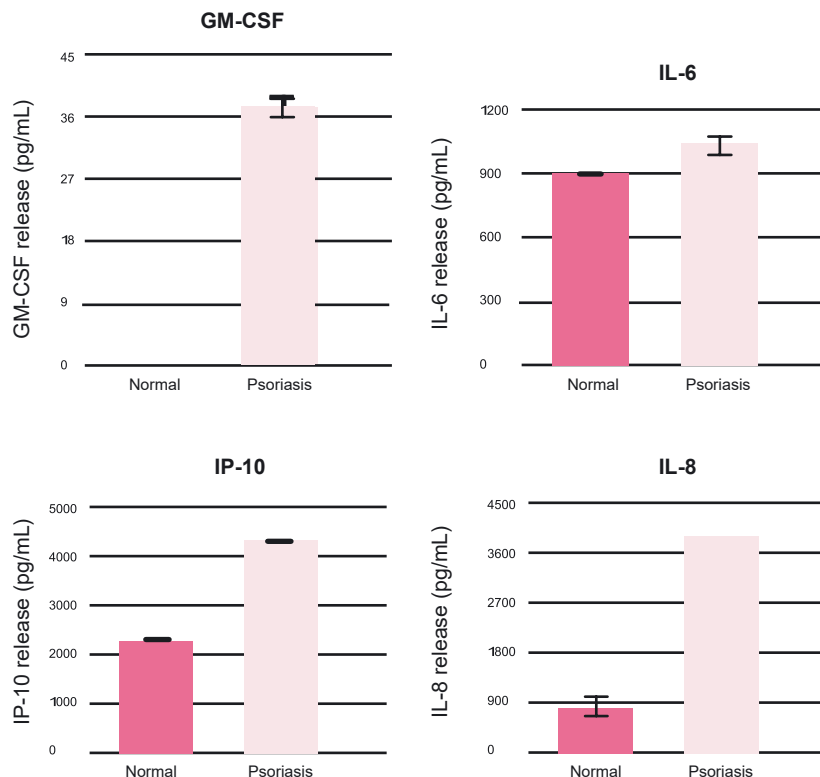 GM-CSF
GM-CSF release (pg/mL)
45
36
27
18
9
0
Normal Psoriasis
IL-6
IL-6 release (pg/mL)
1200
900
600
300
0
Normal Psoriasis
IP-10
IP-10 release (pg/mL)
5000
4000
3000
2000
1000
0
Normal Psoriasis
IL-8
IL-8 release (pg/mL)
4500
3600
2700
1800
900
0
Normal Psoriasis